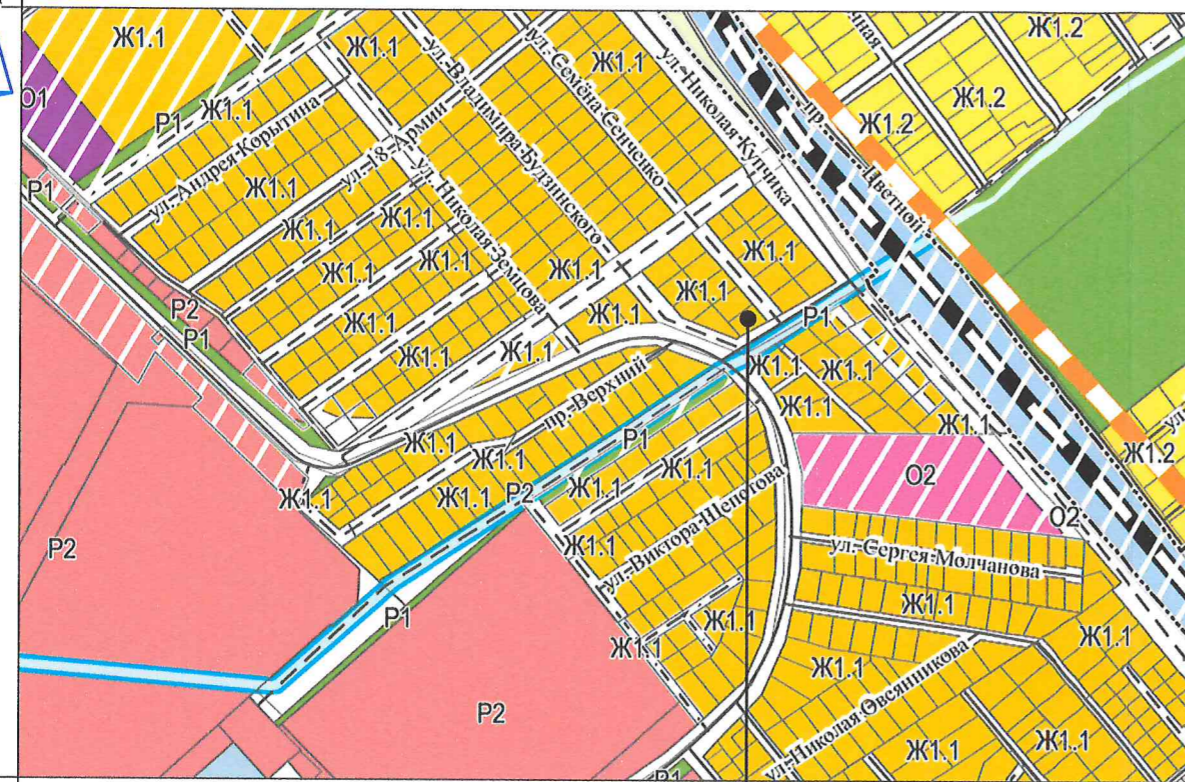 Ж1.1
Ж1.1
Ж1.1
Ж1.2
Ж1.2
Ж1.2
О1
Р1
Ж1.1
ул. Андрея Корытина
ул. 18 Армии
ул. Владимира Будзинского
ул. Семёна Сенченко
ул. Николая Купчика
пр. Цветной
Р1
Ж1.1
Ж1.1
Ж1.1
ул. Николая Земцова
Ж1.1
Ж1.1
Ж1.1
Ж1.1
Ж1.1
Р2
Р1
Ж1.1
Ж1.1
Ж1.1
Р1
Ж1.1
Ж1.1
Ж1.1
Ж1.1
Ж1.1
пр. Верхний
Ж1.1
Р1
Ж1.1
Ж1.1
Ж1.2
Ж1.1
Ж1.1
Р2
Ж1.1
Ж1.1
О2
О2
Р2
Ж1.1
ул. Виктора Шепотова
ул. Сергея Молчанова
Р1
Ж1.1
Ж1.1
Ж1.1
Ж1.1
Ж1.1
Р2
ул. Николая Овсянникова
Ж1.1
Ж1.1
Р1